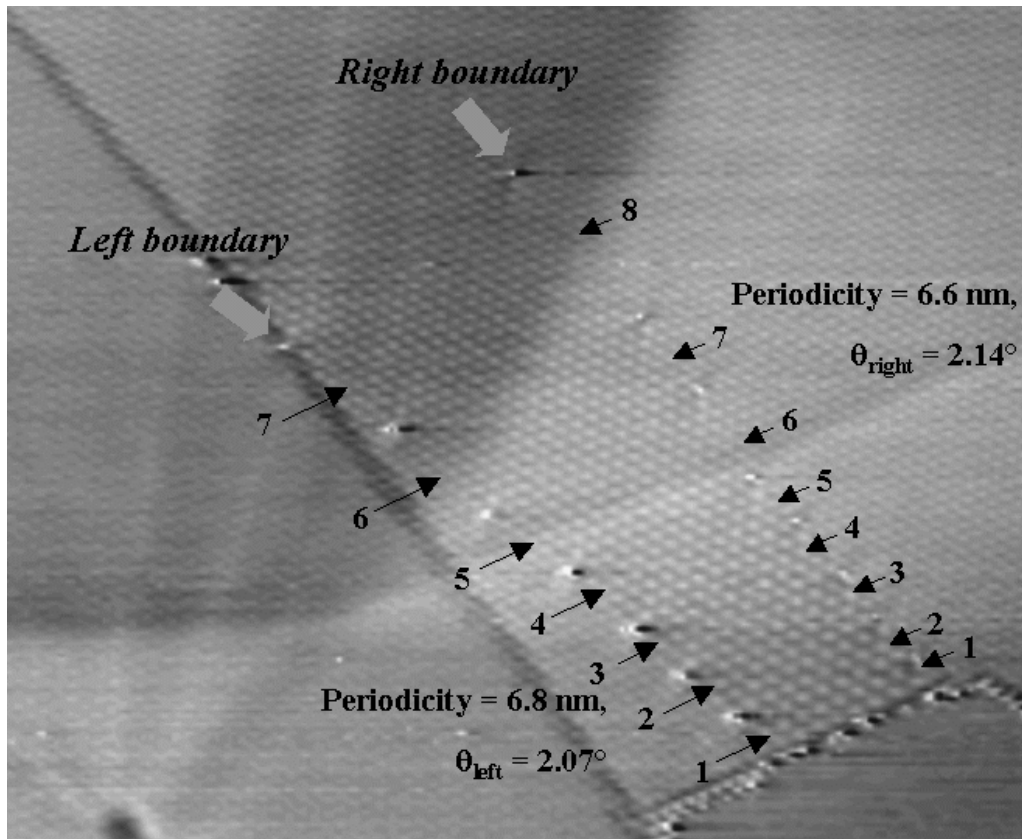 Right boundary
8
Left boundary
Periodicity = 6.6 nm,
7
θright = 2.14°
7
6
5
6
4
5
3
4
2
3
1
Periodicity = 6.8 nm,
2
θleft = 2.07°
1